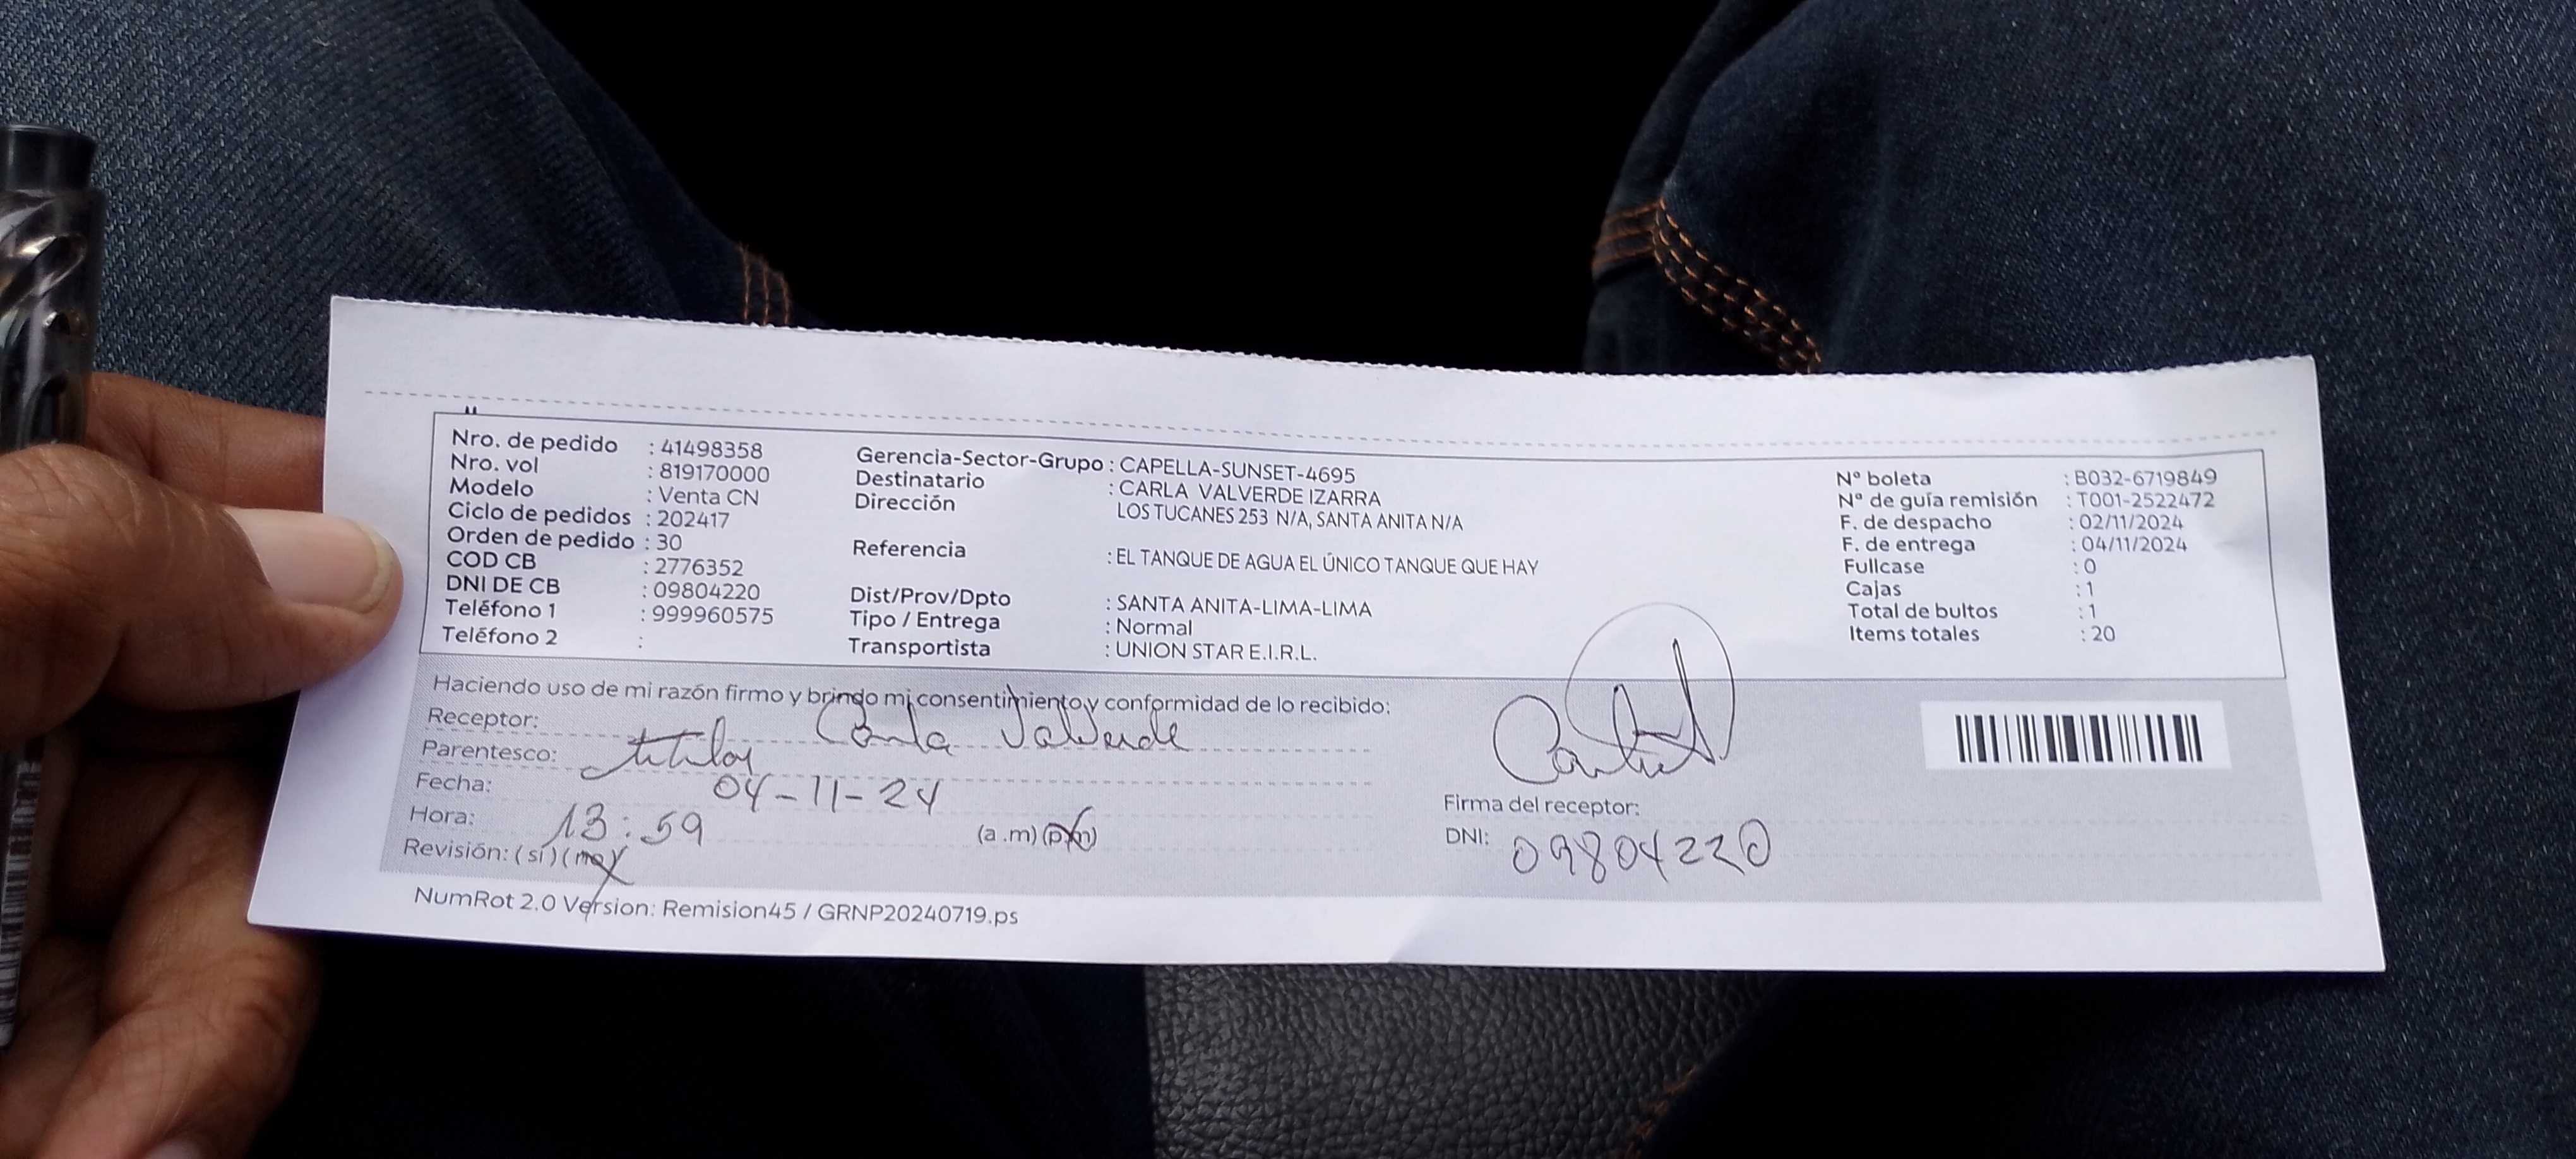 Nro. de pedido : 41498358
Nro. vol : 819170000
Modelo : Venta CN
Ciclo de pedidos : 202417
Orden de pedido : 30
COD CB : 2776352
DNI DE CB : 09804220
Teléfono 1 : 999960575
Teléfono 2 :
Gerencia-Sector-Grupo : CAPELLA-SUNSET-4695
Destinatario : CARLA VALVERDE IZARRA
Dirección LOS TUCANES 253 N/A, SANTA ANITA N/A
Referencia : EL TANQUE DE AGUA EL ÚNICO TANQUE QUE HAY
Dist/Prov/Dpto : SANTA ANITA-LIMA-LIMA
Tipo / Entrega : Normal
Transportista : UNION STAR E.I.R.L.
N° boleta : B032-6719849
N° de guía remisión : T001-2522472
F. de despacho : 02/11/2024
F. de entrega : 04/11/2024
Fullcase : 0
Cajas : 1
Total de bultos : 1
Items totales : 20
Haciendo uso de mi razón firmo y brindo mi consentimiento y conformidad de lo recibido:
Receptor: Carla Valverde
Parentesco: titular
Fecha: 04-11-24
Hora: 13:59 (a.m) (p.m)
Revisión: (sí) (no)
Firma del receptor:
DNI: 09804220
NumRot 2.0 Version: Remision45 / GRNP20240719.ps